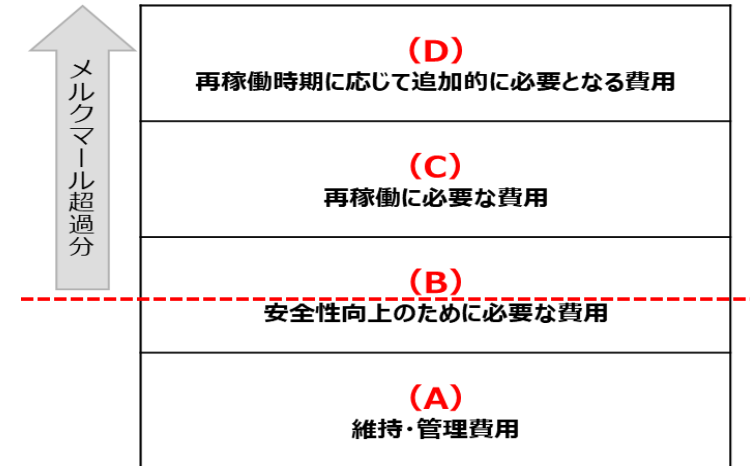 メルクマール超過分
(D)
再稼働時期に応じて追加的に必要となる費用
(C)
再稼働に必要な費用
(B)
安全性向上のために必要な費用
(A)
維持・管理費用